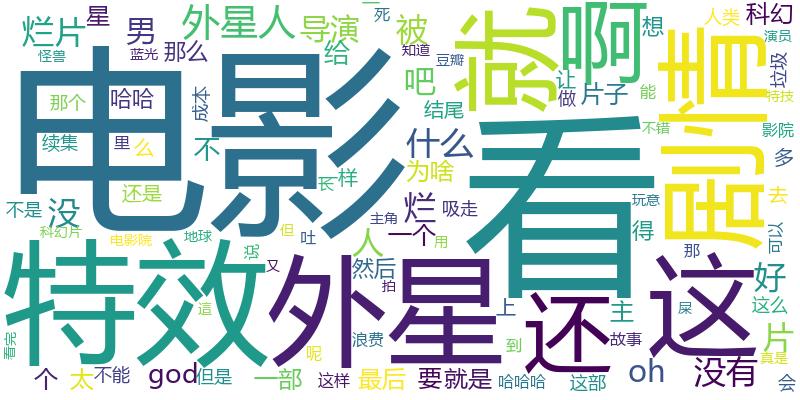 星 外星人 导演 二 死 被 想 人类 科幻
烂片 男 那么 给 知道 就 啊 演员
怪兽 蓝光 豆瓣 剧情
电影 吧 让 做 片子 能 垃圾 特技
那个 哈哈 成本 看 结尾
续集 里 么 不 什么 不错 影院
还是 为啥 多
不是 没 长 一样 烂 吸走 玩意 去
科幻片 电影院 地球 但 主角 得 可以
泥 吐 人 一个 用 那
特效 外星 然后 还 这 好
又 拍 屎 这么
這 上 主
看完 浪费 到 故事 片
呢 真是
个 太 不能 god 但是 一部 这样 最后 要 就是 哈哈哈 这部 oh 没有 会